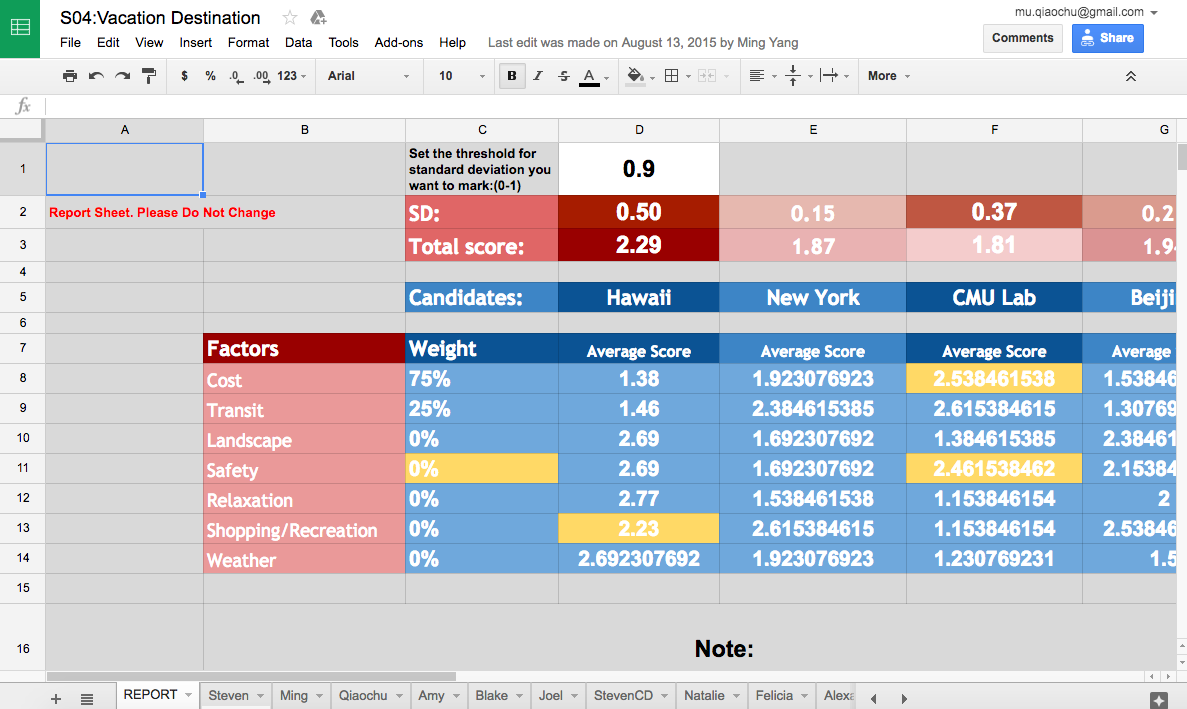 S04:Vacation Destination
mu.qiaochu@gmail.com
File Edit View Insert Format Data Tools Add-ons Help Last edit was made on August 13, 2015 by Ming Yang
Comments Share
$ % .0 .00 123 Arial 10 B I S A More
fx
A B C D E F G
1 Set the threshold for
standard deviation you
want to mark:(0-1)
0.9
2 Report Sheet. Please Do Not Change SD: 0.50 0.15 0.37 0.2
3 Total score: 2.29 1.87 1.81 1.9
4
5 Candidates: Hawaii New York CMU Lab Beiji
6
7 Factors Weight Average Score Average Score Average Score Average
8 Cost 75% 1.38 1.923076923 2.538461538 1.53846
9 Transit 25% 1.46 2.384615385 2.615384615 1.30769
10 Landscape 0% 2.69 1.692307692 1.384615385 2.38461
11 Safety 0% 2.69 1.692307692 2.461538462 2.15384
12 Relaxation 0% 2.77 1.538461538 1.153846154 2
13 Shopping/Recreation 0% 2.23 2.615384615 1.153846154 2.53846
14 Weather 0% 2.692307692 1.923076923 1.230769231 1.5
15
16 Note:
+ REPORT Steven Ming Qiaochu Amy Blake Joel StevenCD Natalie Felicia Alexa